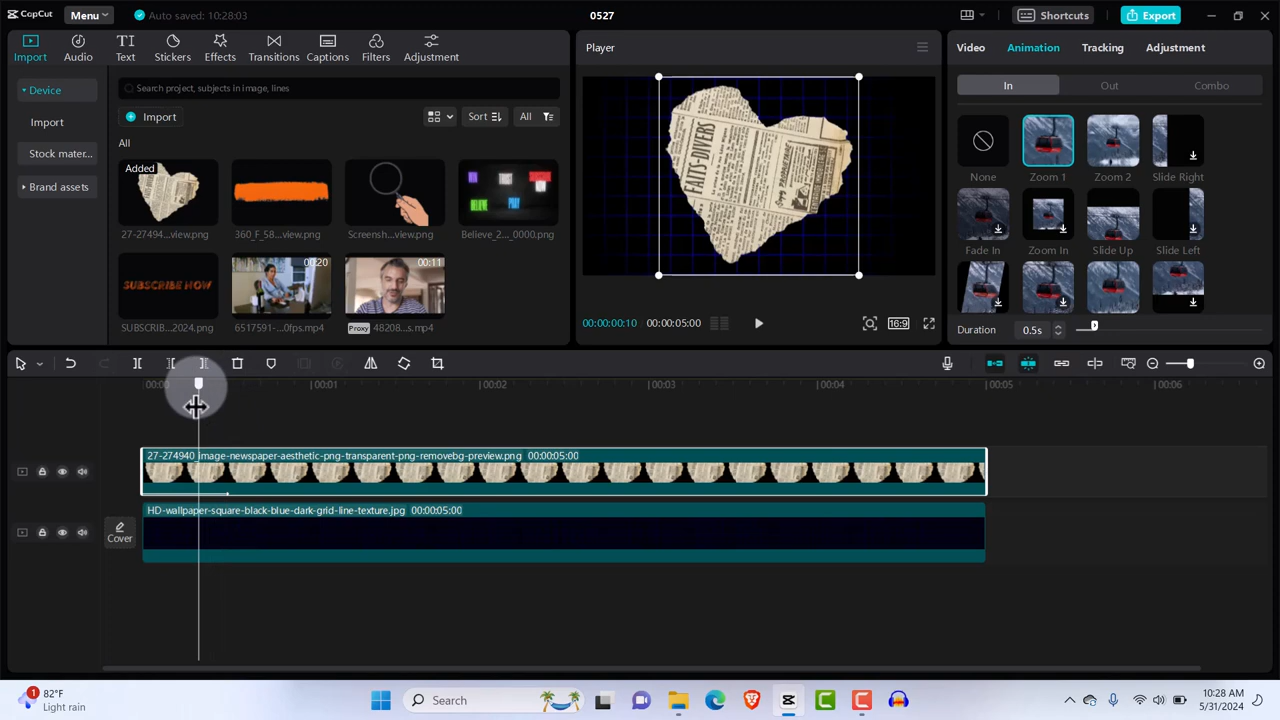 CapCut Menu Auto saved: 10:28:03 0527 Shortcuts Export
Import Audio Text Stickers Effects Transitions Captions Filters Adjustment
Device
Import
Stock mater...
Brand assets
Search project, subjects in image, lines
Import Sort All
All
Added
27-27494...view.png 360_F_58...view.png Screensh...view.png Believe_2..._0000.png
BELIEVE
00:20 00:11
SUBSCRIBE NOW
Proxy
SUBSCRIB...2024.png 6517591-...0fps.mp4 48208...s.mp4
Player
FAITS-DIVERS
00:00:00:10 00:00:05:00 16:9
Video Animation Tracking Adjustment
In Out Combo
None Zoom 1 Zoom 2 Slide Right
Fade In Zoom In Slide Up Slide Left
Duration 0.5s
00:00 00:01 00:02 00:03 00:04 00:05 00:06
27-274940_image-newspaper-aesthetic-png-transparent-png-removebg-preview.png 00:00:05:00
Cover
HD-wallpaper-square-black-blue-dark-grid-line-texture.jpg 00:00:05:00
1
82°F
Light rain
Search
10:28 AM
5/31/2024